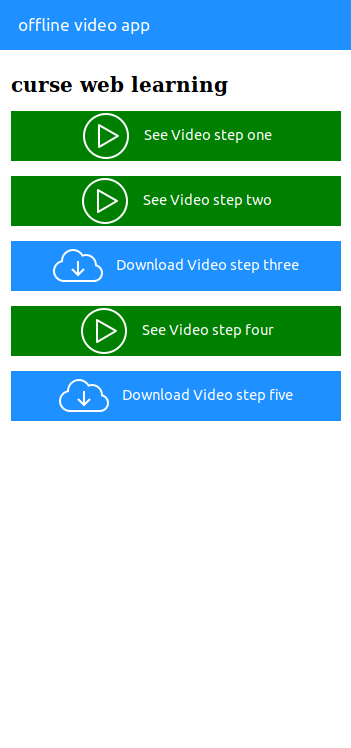 offline video app
curse web learning
See Video step one
See Video step two
Download Video step three
See Video step four
Download Video step five